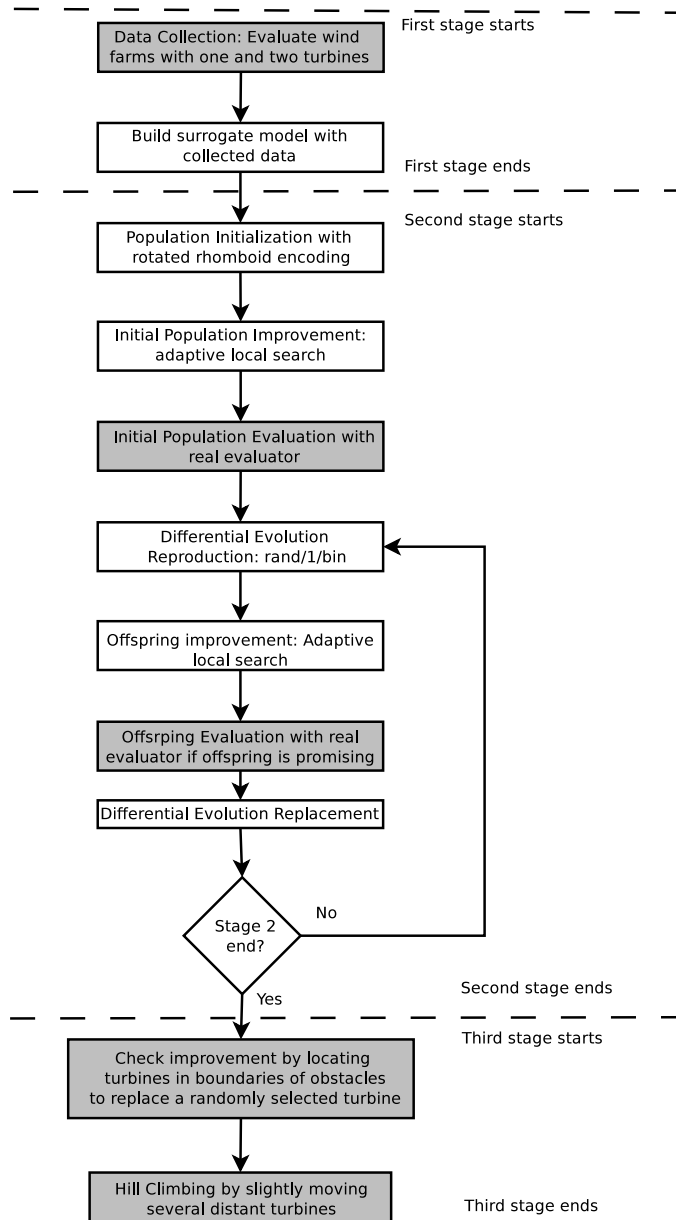 First stage starts
Data Collection: Evaluate wind
farms with one and two turbines
Build surrogate model with
collected data
First stage ends
Second stage starts
Population Initialization with
rotated rhomboid encoding
Initial Population Improvement:
adaptive local search
Initial Population Evaluation with
real evaluator
Differential Evolution
Reproduction: rand/1/bin
Offspring improvement: Adaptive
local search
Offsrping Evaluation with real
evaluator if offspring is promising
Differential Evolution Replacement
Stage 2
end?
No
Yes
Second stage ends
Third stage starts
Check improvement by locating
turbines in boundaries of obstacles
to replace a randomly selected turbine
Hill Climbing by slightly moving
several distant turbines
Third stage ends